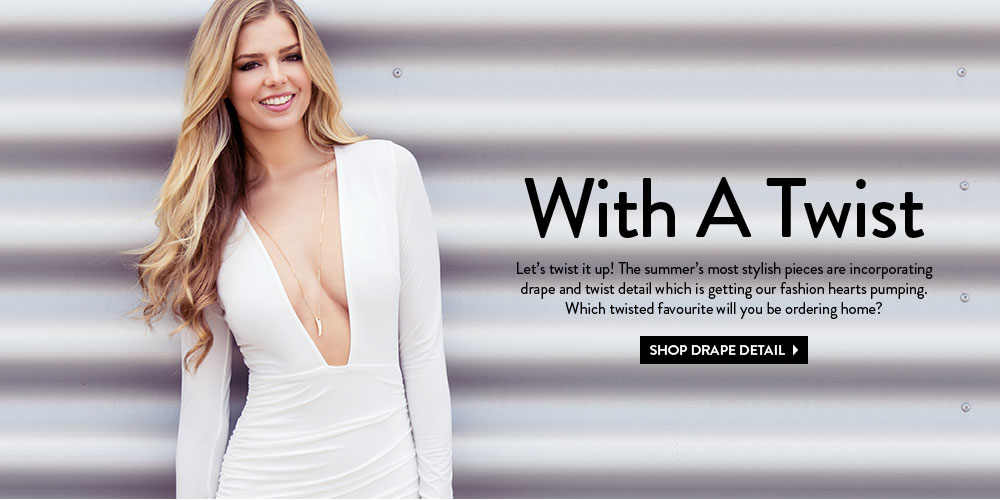 With A Twist
Let's twist it up! The summer's most stylish pieces are incorporating
drape and twist detail which is getting our fashion hearts pumping.
Which twisted favourite will you be ordering home?
SHOP DRAPE DETAIL